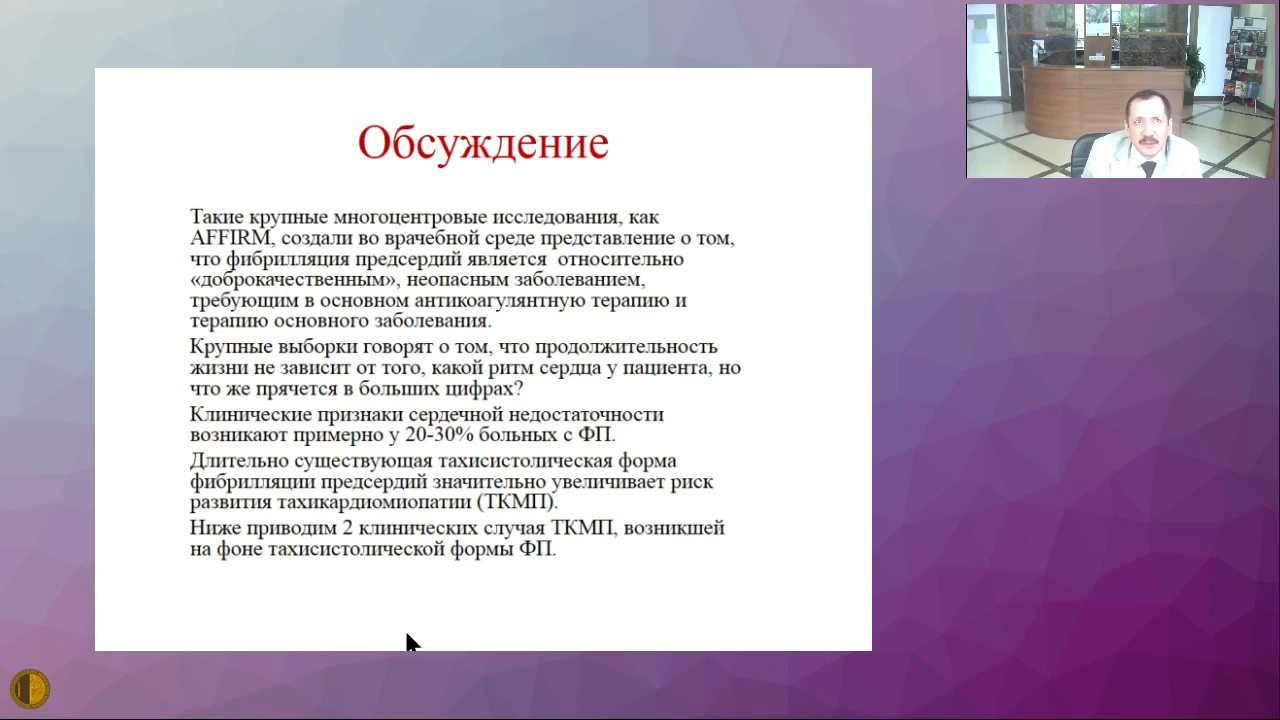 Обсуждение
Такие крупные многоцентровые исследования, как
AFFIRM, создали во врачебной среде представление о том,
что фибрилляция предсердий является относительно
«доброкачественным», неопасным заболеванием,
требующим в основном антикоагулянтную терапию и
терапию основного заболевания.
Крупные выборки говорят о том, что продолжительность
жизни не зависит от того, какой ритм сердца у пациента, но
что же прячется в больших цифрах?
Клинические признаки сердечной недостаточности
возникают примерно у 20-30% больных с ФП.
Длительно существующая тахисистолическая форма
фибрилляции предсердий значительно увеличивает риск
развития тахикардиомиопатии (ТКМП).
Ниже приводим 2 клинических случая ТКМП, возникшей
на фоне тахисистолической формы ФП.